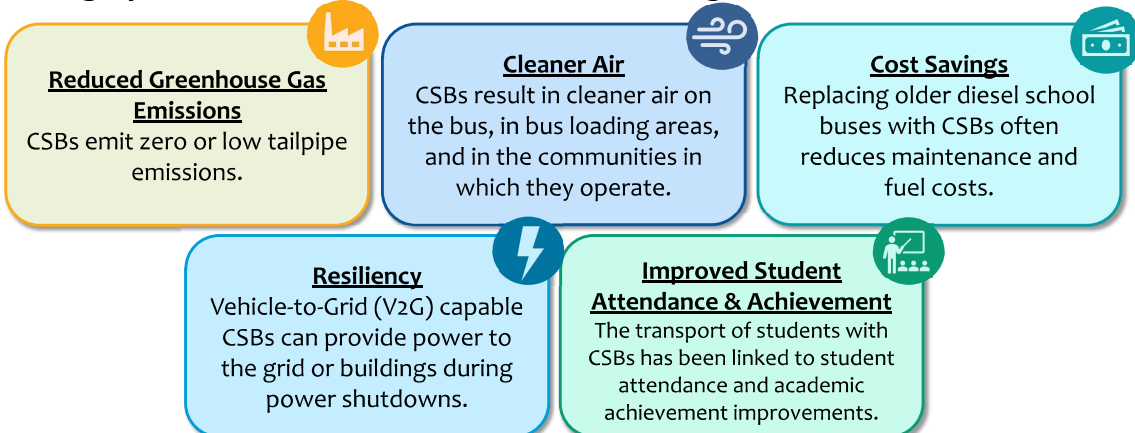 Reduced Greenhouse Gas
Emissions
CSBs emit zero or low tailpipe
emissions.
Cleaner Air
CSBs result in cleaner air on
the bus, in bus loading areas,
and in the communities in
which they operate.
Cost Savings
Replacing older diesel school
buses with CSBs often
reduces maintenance and
fuel costs.
Resiliency
Vehicle-to-Grid (V2G) capable
CSBs can provide power to
the grid or buildings during
power shutdowns.
Improved Student
Attendance & Achievement
The transport of students with
CSBs has been linked to student
attendance and academic
achievement improvements.